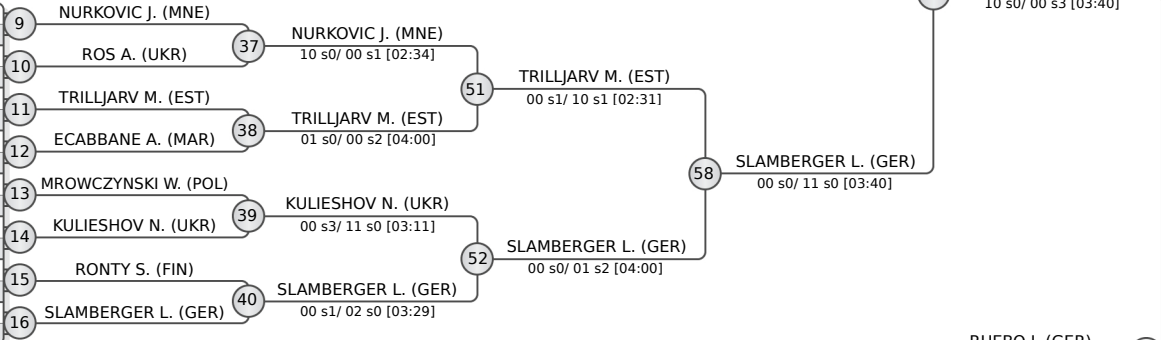 10 s0/ 00 s3 [03:40]
9
NURKOVIC J. (MNE)
37
NURKOVIC J. (MNE)
10 s0/ 00 s1 [02:34]
10
ROS A. (UKR)
51
TRILLJARV M. (EST)
00 s1/ 10 s1 [02:31]
11
TRILLJARV M. (EST)
38
TRILLJARV M. (EST)
01 s0/ 00 s2 [04:00]
12
ECABBANE A. (MAR)
58
SLAMBERGER L. (GER)
00 s0/ 11 s0 [03:40]
13
MROWCZYNSKI W. (POL)
39
KULIESHOV N. (UKR)
00 s3/ 11 s0 [03:11]
14
KULIESHOV N. (UKR)
52
SLAMBERGER L. (GER)
00 s0/ 01 s2 [04:00]
15
RONTY S. (FIN)
40
SLAMBERGER L. (GER)
00 s1/ 02 s0 [03:29]
16
SLAMBERGER L. (GER)
(GER)